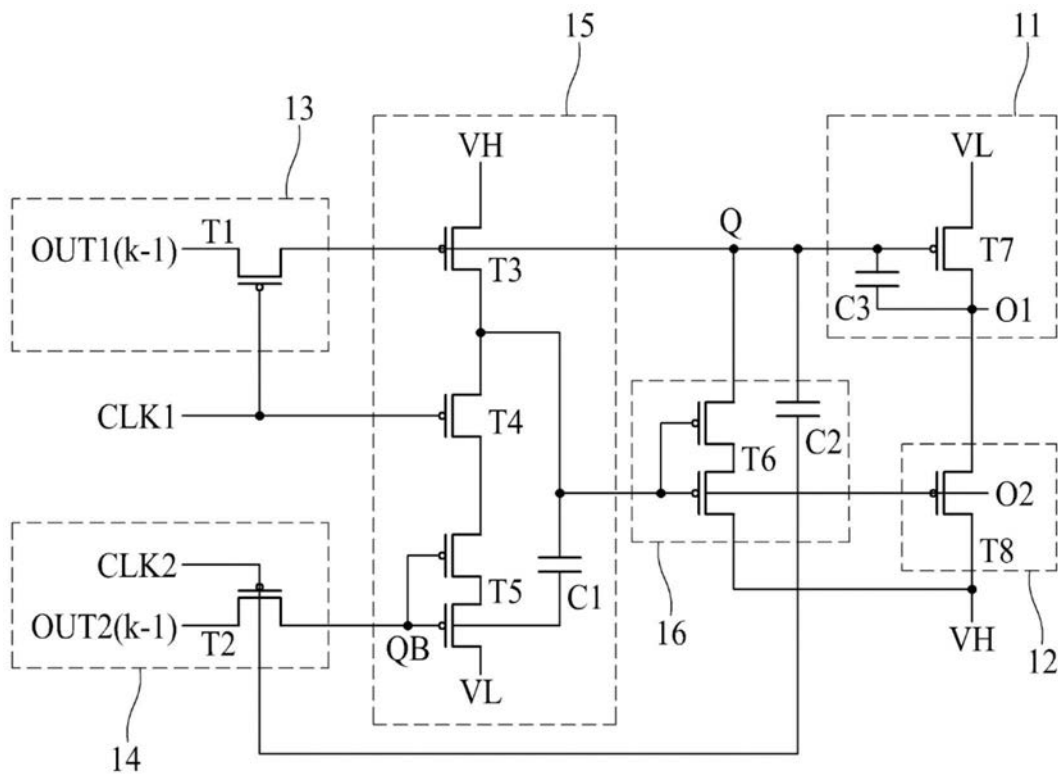 15
11
13
VH
VL
OUT1(k-1)
T1
Q
T3
T7
C3
O1
CLK1
T4
T6
C2
O2
CLK2
T5
C1
T8
OUT2(k-1)
T2
QB
16
VH
12
VL
14